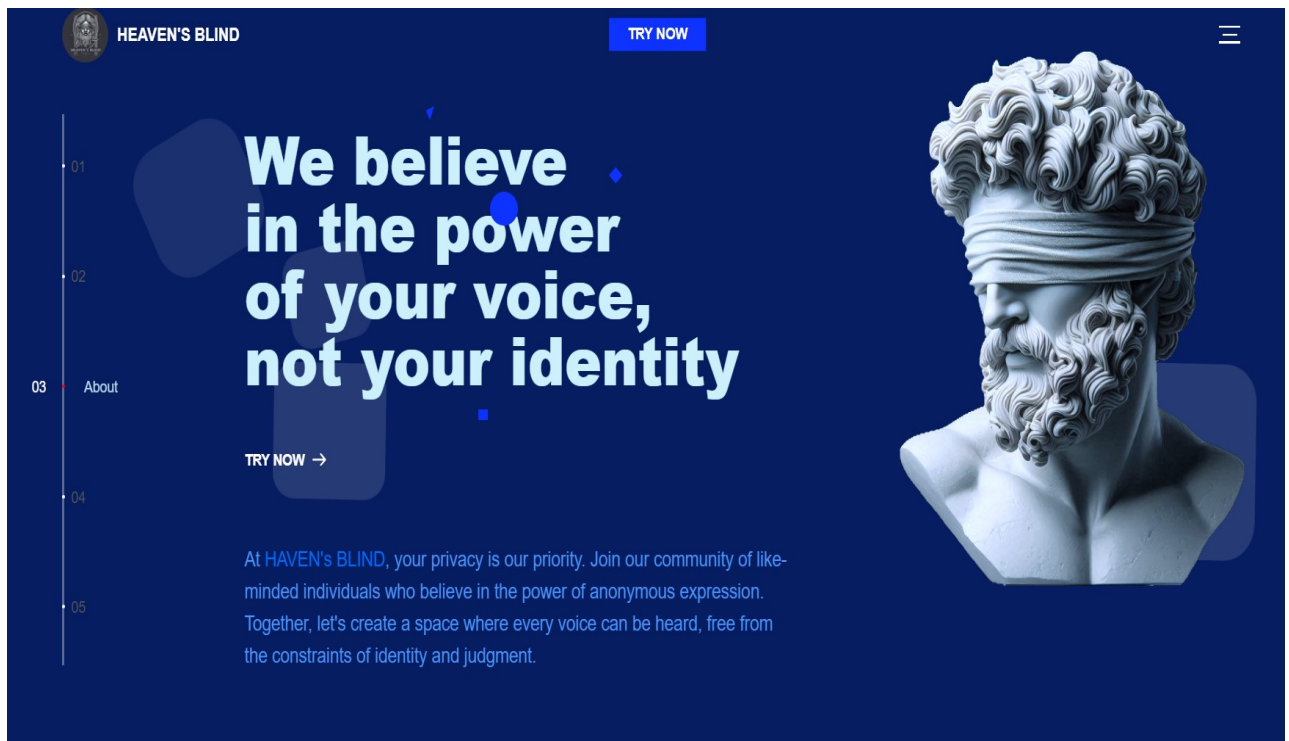 HEAVEN'S BLIND
TRY NOW
01
02
03 About
04
05
We believe
in the power
of your voice,
not your identity
TRY NOW →
At HAVEN's BLIND, your privacy is our priority. Join our community of like-
minded individuals who believe in the power of anonymous expression.
Together, let's create a space where every voice can be heard, free from
the constraints of identity and judgment.